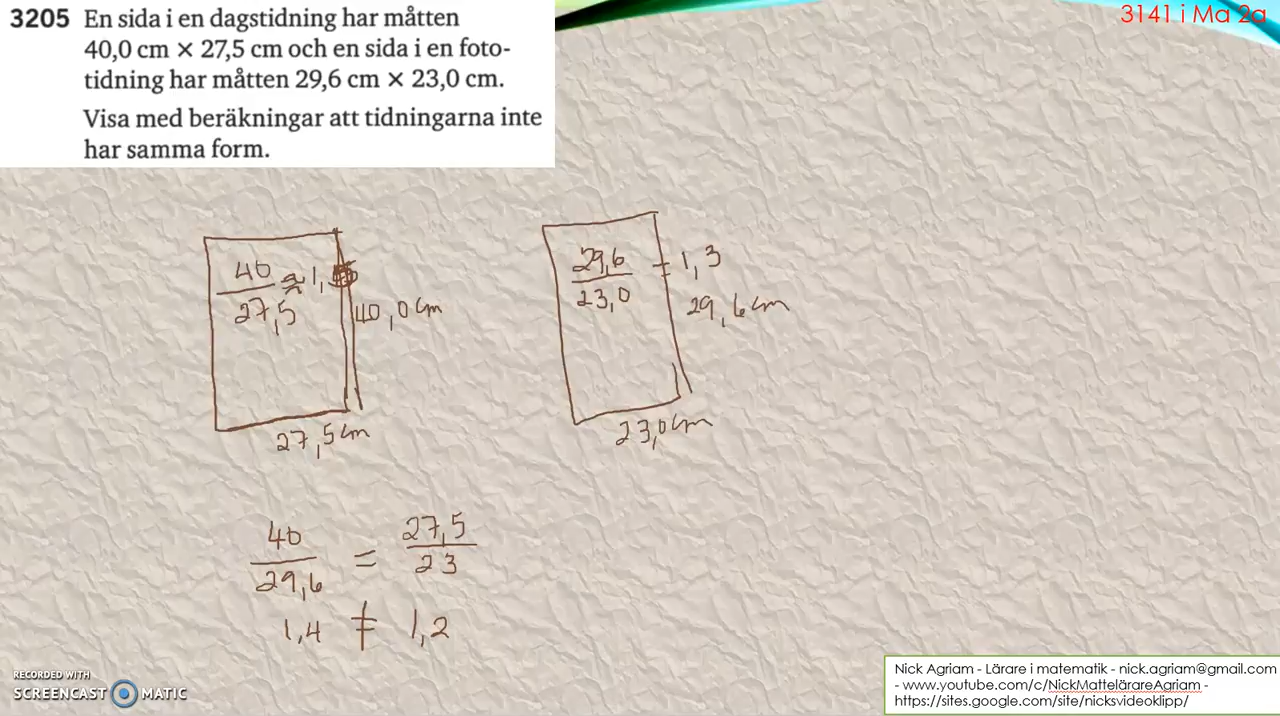 3205 En sida i en dagstidning har måtten
40,0 cm × 27,5 cm och en sida i en foto-
tidning har måtten 29,6 cm × 23,0 cm.
Visa med beräkningar att tidningarna inte
har samma form.
3141 i Ma 2a
40
27,5
≈ 1,
40,0 cm
27,5 cm
29,6
23,0
= 1,3
29,6 cm
23,0 cm
40
29,6
=
27,5
23
1,4 ≠ 1,2
RECORDED WITH
SCREENCAST MATIC
Nick Agriam - Lärare i matematik - nick.agriam@gmail.com
- www.youtube.com/c/NickMattelärareAgriam -
https://sites.google.com/site/nicksvideoklipp/